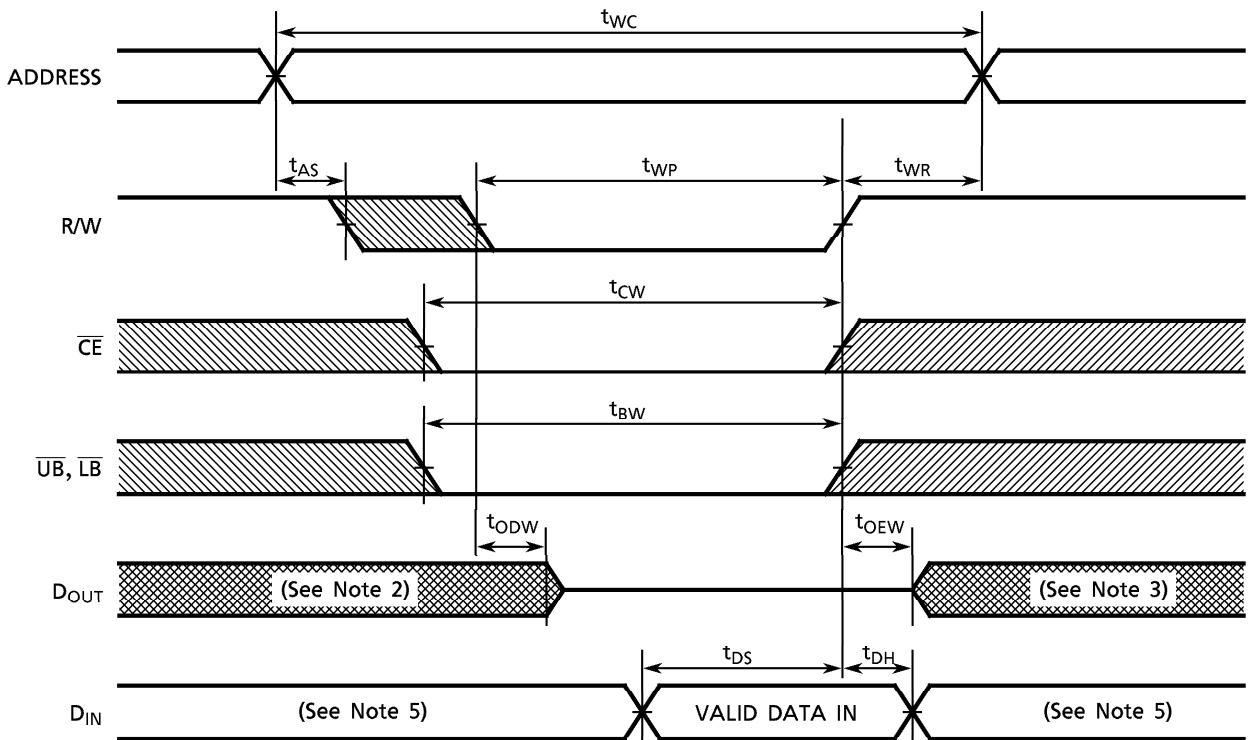 tWC
ADDRESS
tAS tWP tWR
R/W
tCW
CE
tBW
UB, LB
tODW tOEW
DOUT (See Note 2) (See Note 3)
tDS tDH
DIN (See Note 5) VALID DATA IN (See Note 5)